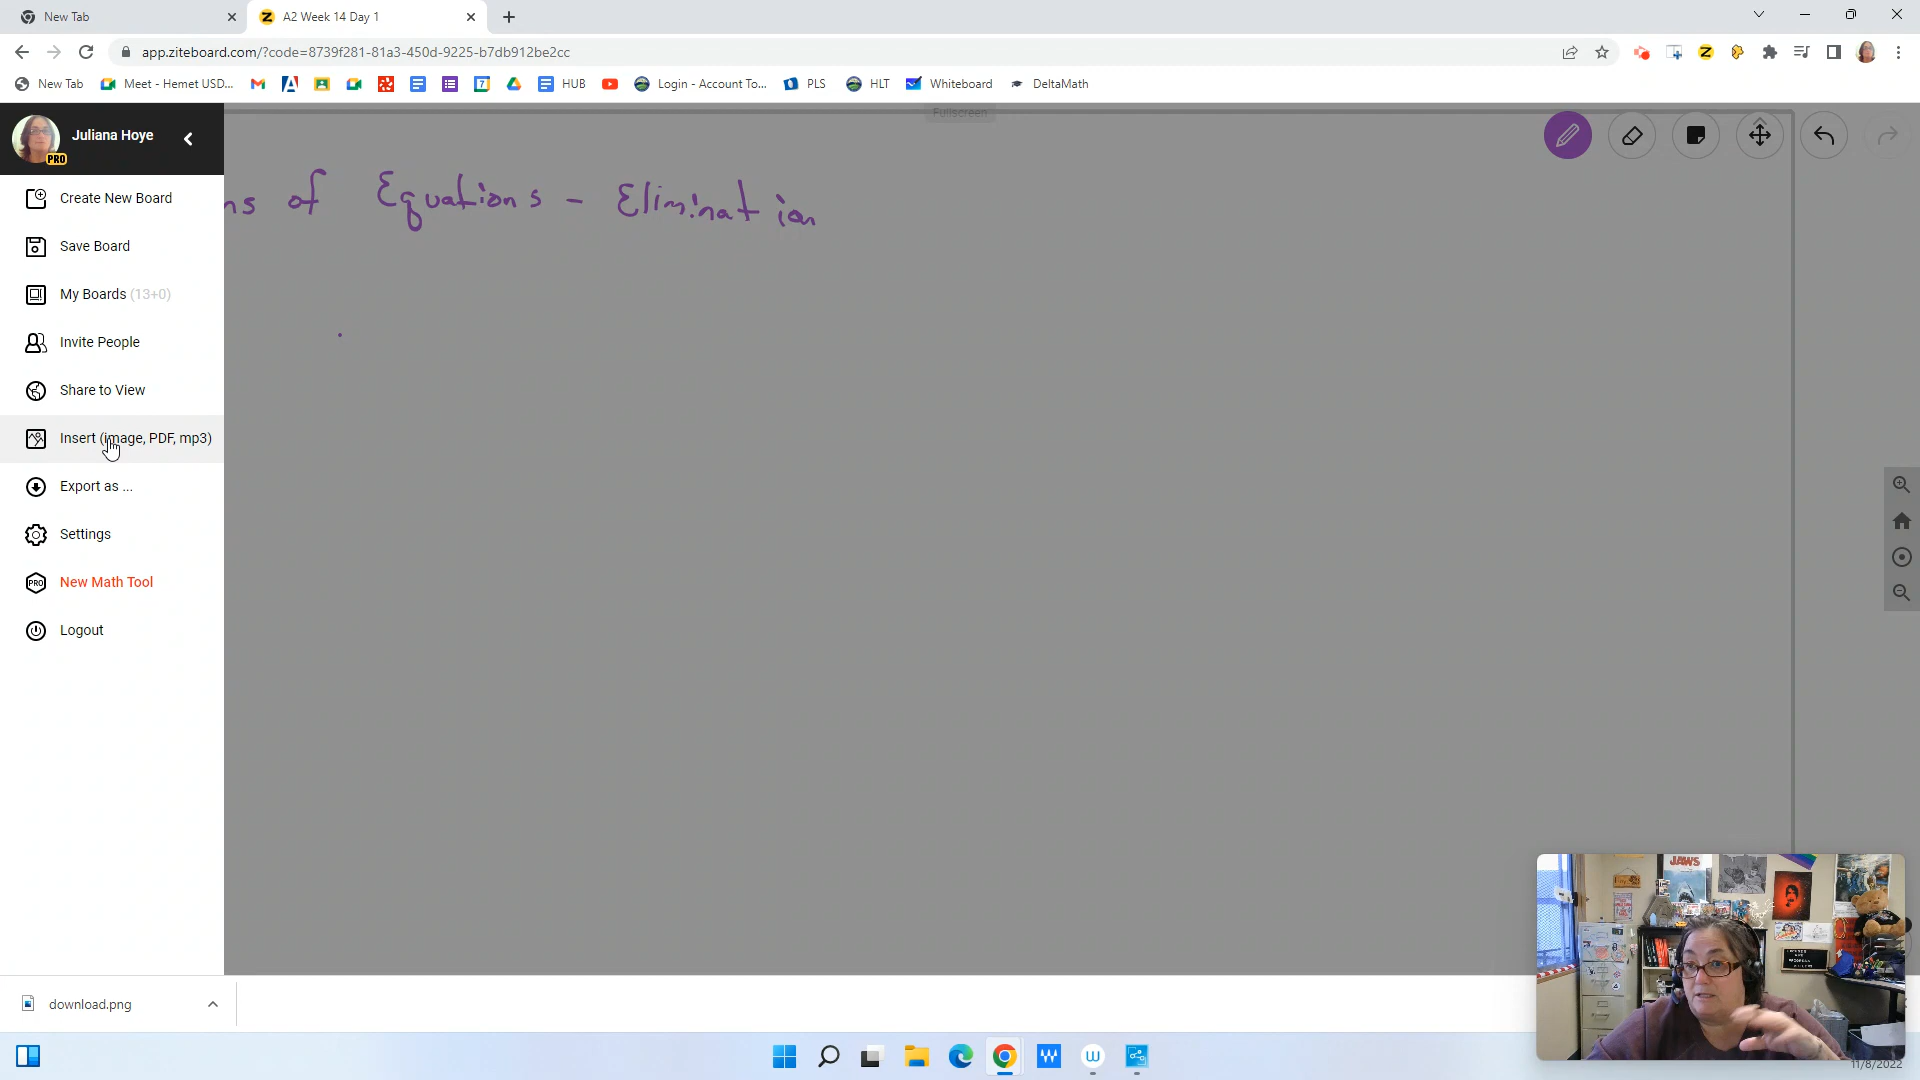 New Tab
A2 Week 14 Day 1
app.ziteboard.com/?code=8739f281-81a3-450d-9225-b7db912be2cc
New Tab
Meet - Hemet USD...
HUB
Login - Account To...
PLS
HLT
Whiteboard
DeltaMath
Juliana Hoye
PRO
Fullscreen
ns of Equations - Elimination
Create New Board
Save Board
My Boards (13+0)
Invite People
Share to View
Insert (image, PDF, mp3)
Export as ...
Settings
PRO New Math Tool
Logout
JAWS
download.png
11/8/2022